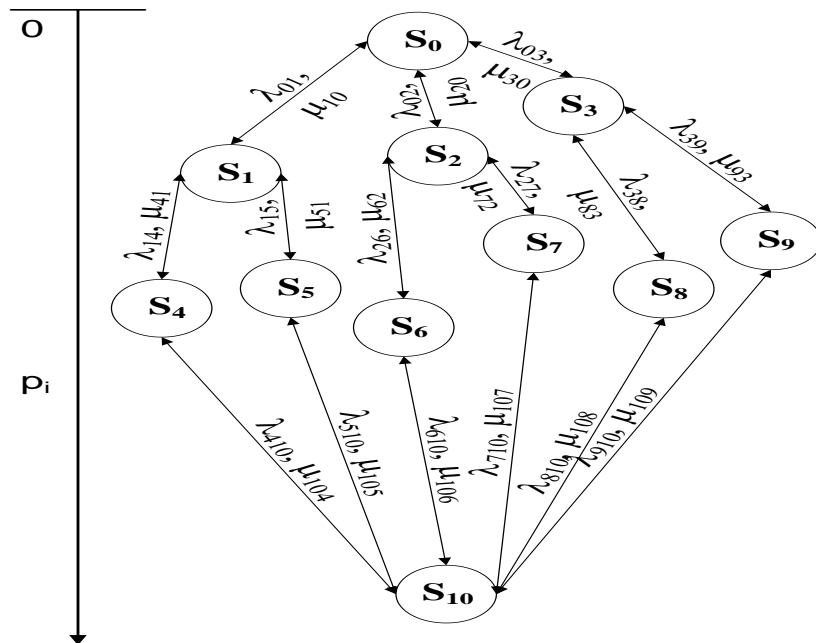 0
S₀
λ₀₁,
μ₁₀
λ₀₂,
μ₂₀
λ₀₃,
μ₃₀
S₁
S₂
S₃
λ₁₄, μ₄₁
λ₁₅,
μ₅₁
λ₂₆, μ₆₂
λ₂₇,
μ₇₂
λ₃₈,
μ₈₃
λ₃₉, μ₉₃
S₄
S₅
S₆
S₇
S₈
S₉
pᵢ
λ₄₁₀, μ₁₀₄
λ₅₁₀, μ₁₀₅
λ₆₁₀, μ₁₀₆
λ₇₁₀, μ₁₀₇
λ₈₁₀, μ₁₀₈
λ₉₁₀, μ₁₀₉
S₁₀